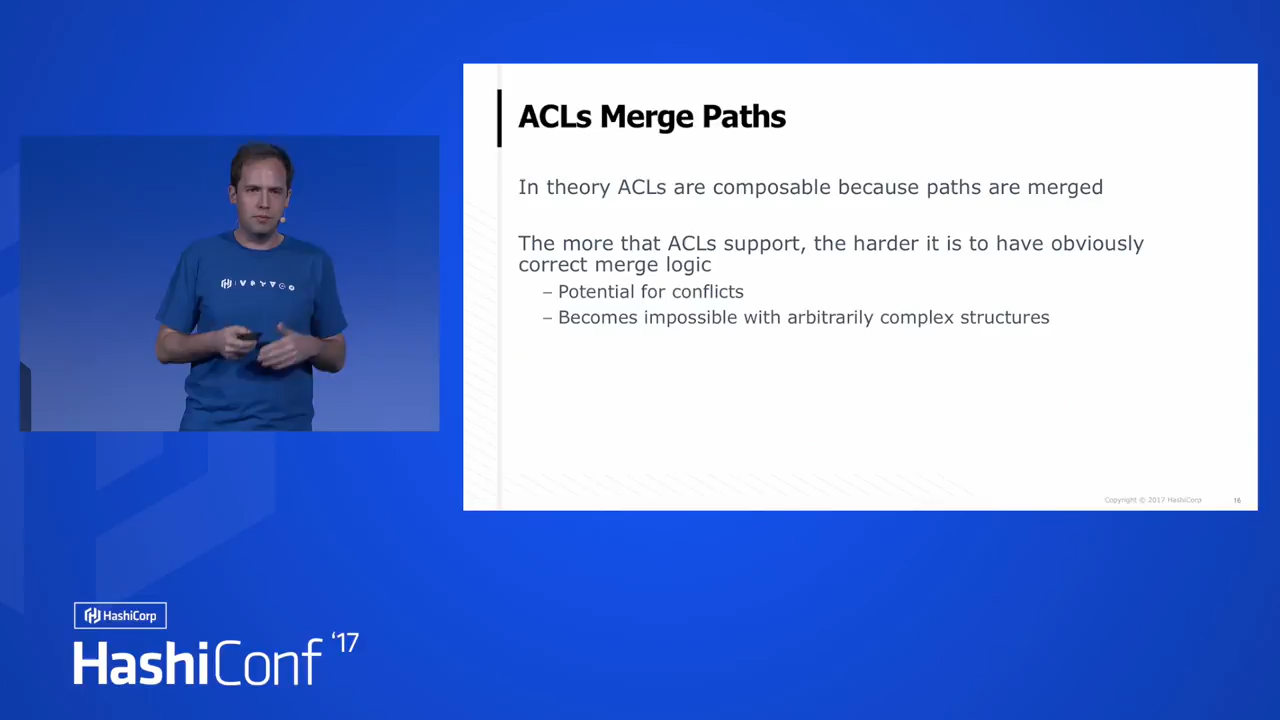 ACLs Merge Paths
In theory ACLs are composable because paths are merged
The more that ACLs support, the harder it is to have obviously
correct merge logic
– Potential for conflicts
– Becomes impossible with arbitrarily complex structures
Copyright © 2017 HashiCorp 16
HashiCorp
HashiConf '17